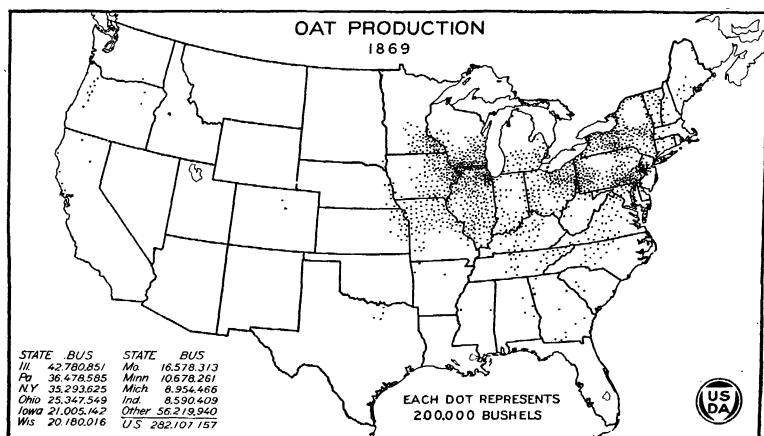 OAT PRODUCTION
1869
STATE .BUS STATE BUS
Ill. 42.780.851 Mo. 16.578.313
Pa 36.478.585 Minn 10.678.261
N.Y 35.293.625 Mich 8.954.466
Ohio 25.347.549 Ind. 8.590.409
Iowa 21.005.142 Other 56.219.940
Wis 20.180.016 U S 282.107 157
EACH DOT REPRESENTS
200,000 BUSHELS
US
DA